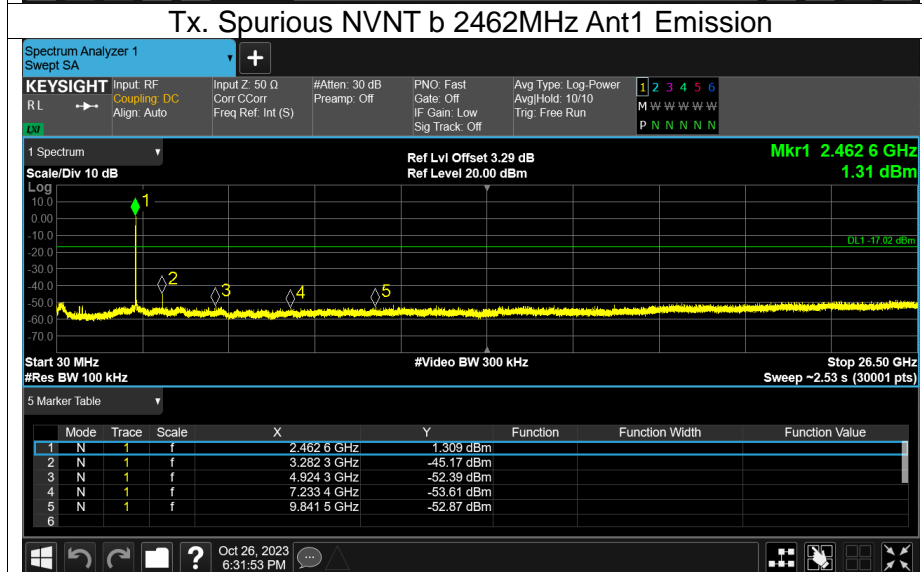 Tx. Spurious NVNT b 2462MHz Ant1 Emission
Spectrum Analyzer 1
Swept SA
+
KEYSIGHT Input: RF Input Z: 50 Ω #Atten: 30 dB PNO: Fast Avg Type: Log-Power 1 2 3 4 5 6
R L Coupling: DC Corr CCorr Preamp: Off Gate: Off Avg|Hold: 10/10 M W W W W W
Align: Auto Freq Ref: Int (S) IF Gain: Low Trig: Free Run
LXI Sig Track: Off P N N N N N
1 Spectrum Ref Lvl Offset 3.29 dB Mkr1 2.462 6 GHz
Scale/Div 10 dB Ref Level 20.00 dBm 1.31 dBm
Log
10.0 1
0.00
-10.0
DL1 -17.02 dBm
-20.0
-30.0
-40.0 2
3 4 5
-50.0
-60.0
-70.0
Start 30 MHz #Video BW 300 kHz Stop 26.50 GHz
#Res BW 100 kHz Sweep ~2.53 s (30001 pts)
5 Marker Table
Mode Trace Scale X Y Function Function Width Function Value
1 N 1 f 2.462 6 GHz 1.309 dBm
2 N 1 f 3.282 3 GHz -45.17 dBm
3 N 1 f 4.924 3 GHz -52.39 dBm
4 N 1 f 7.233 4 GHz -53.61 dBm
5 N 1 f 9.841 5 GHz -52.87 dBm
6
? Oct 26, 2023
6:31:53 PM